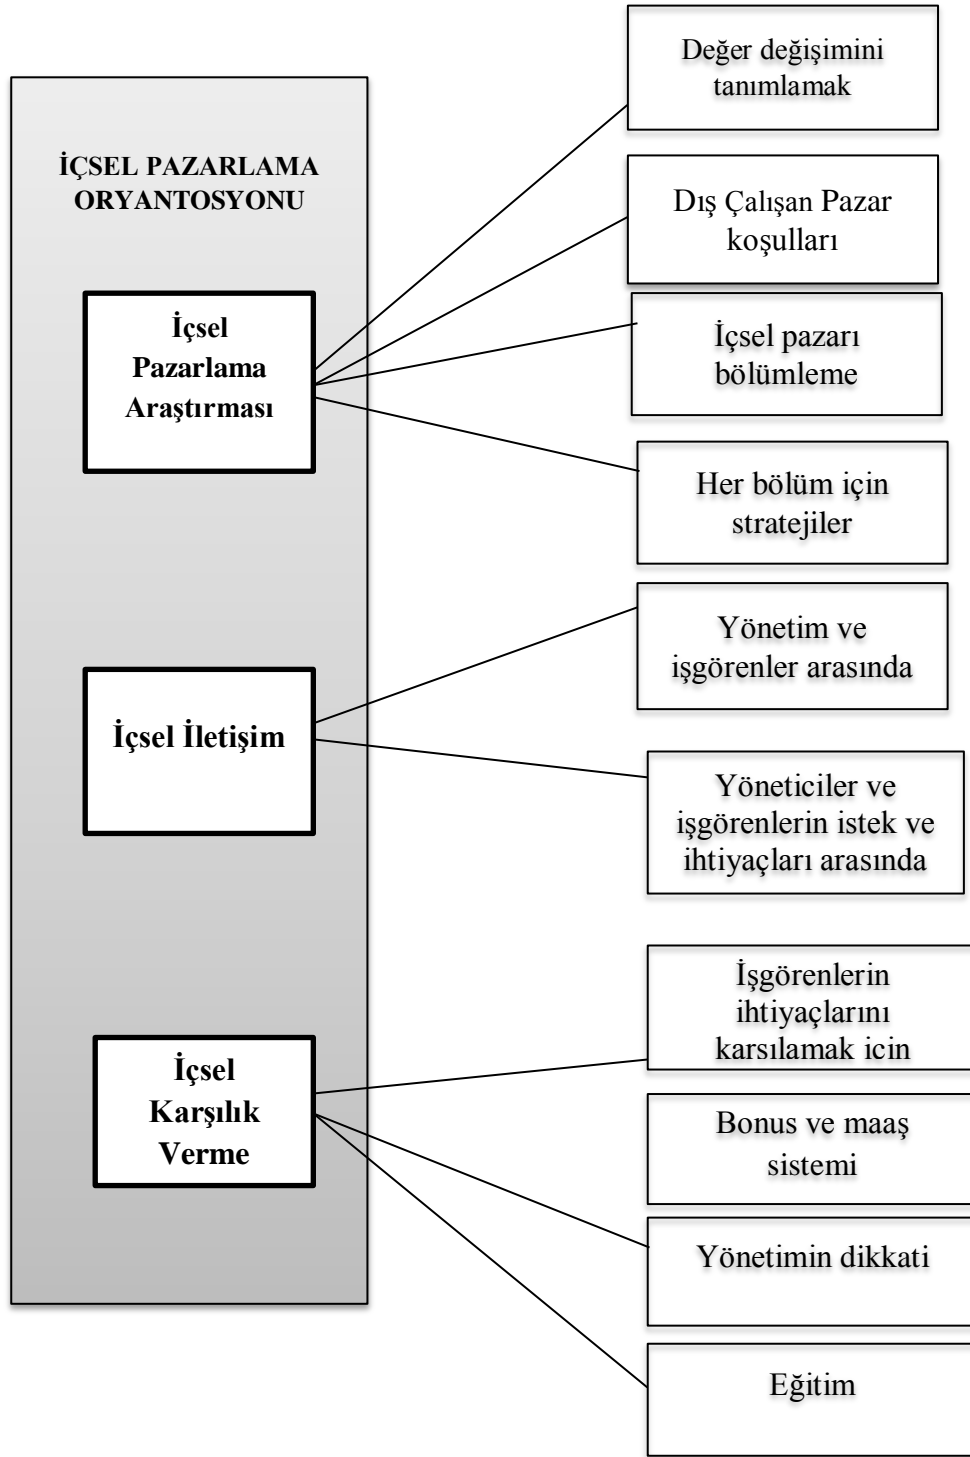 İÇSEL PAZARLAMA
ORYANTOSYONU
İçsel
Pazarlama
Araştırması
İçsel İletişim
İçsel
Karşılık
Verme
Değer değişimini
tanımlamak
Dış Çalışan Pazar
koşulları
İçsel pazarı
bölümleme
Her bölüm için
stratejiler
Yönetim ve
işgörenler arasında
Yöneticiler ve
işgörenlerin istek ve
ihtiyaçları arasında
İşgörenlerin
ihtiyaçlarını
karsılamak icin
Bonus ve maaş
sistemi
Yönetimin dikkati
Eğitim